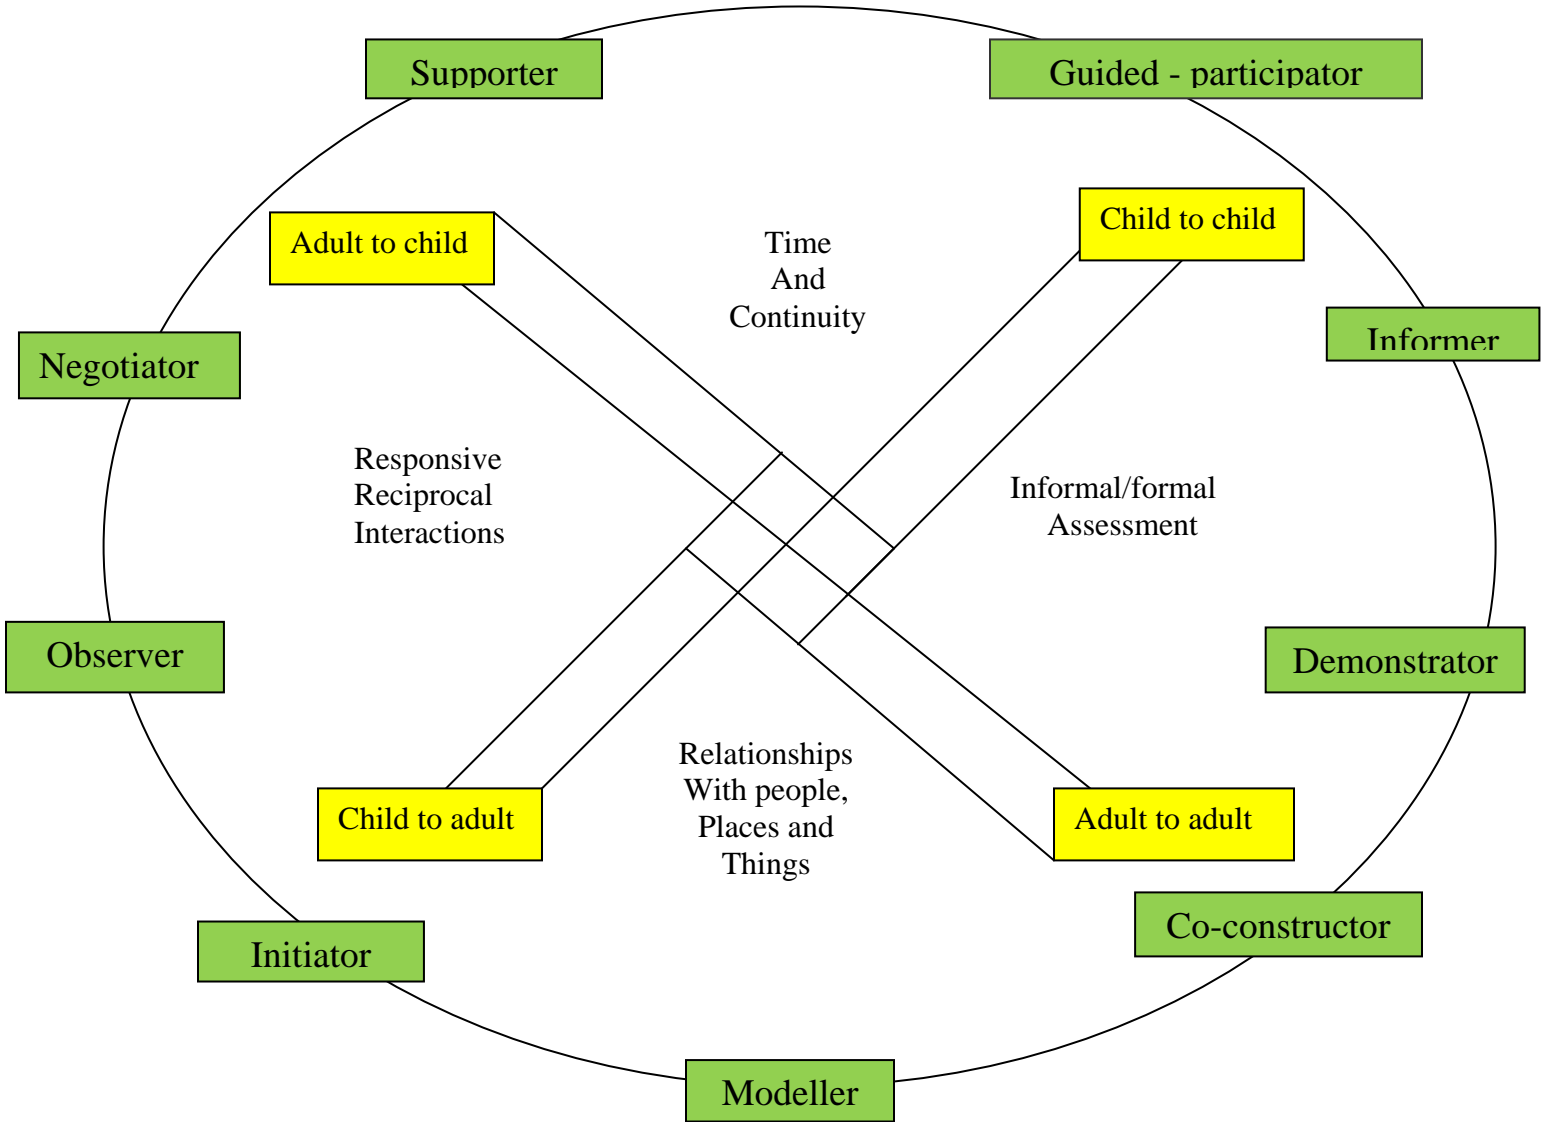 Supporter
Guided - participator
Adult to child
Child to child
Time
And
Continuity
Negotiator
Informer
Responsive
Reciprocal
Interactions
Informal/formal
Assessment
Observer
Demonstrator
Relationships
With people,
Places and
Things
Child to adult
Adult to adult
Initiator
Co-constructor
Modeller